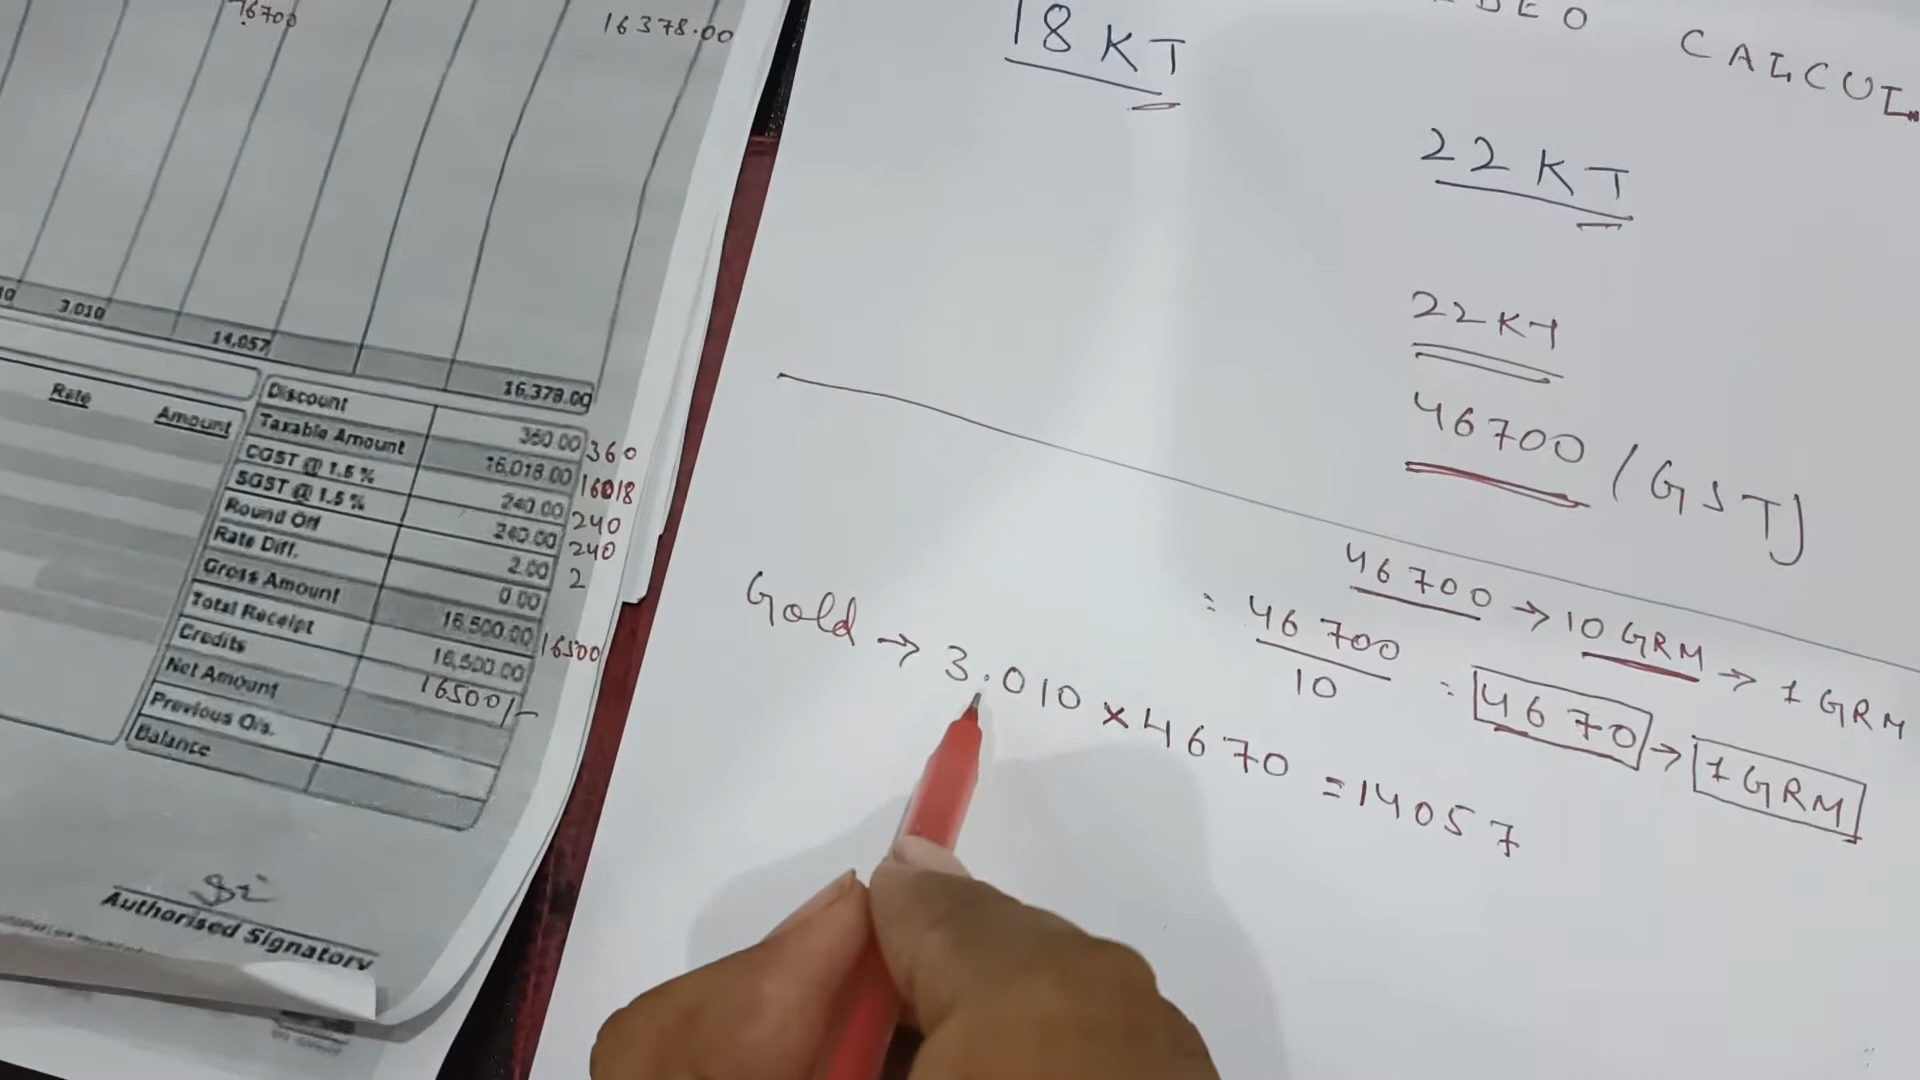 76700
16378.00
3.010
14,057
16,378.00
Rate Amount
Discount 360.00 360
Taxable Amount 16,018.00 16018
CGST @ 1.5 % 240.00 240
SGST @ 1.5 % 240.00 240
Round Off 2.00 2
Rate Diff. 0.00
Gross Amount 16,500.00 16500
Total Receipt 16,500.00
Credits 16500/-
Net Amount
Previous O/s.
Balance
Authorised Signatory
18 KT
CALCUL
22 KT
22 KT
46700 (GST)
46700 → 10 GRM → 1 GRM
= 46700
10
= 4670 → 1 GRM
Gold → 3.010 × 4670 = 14057